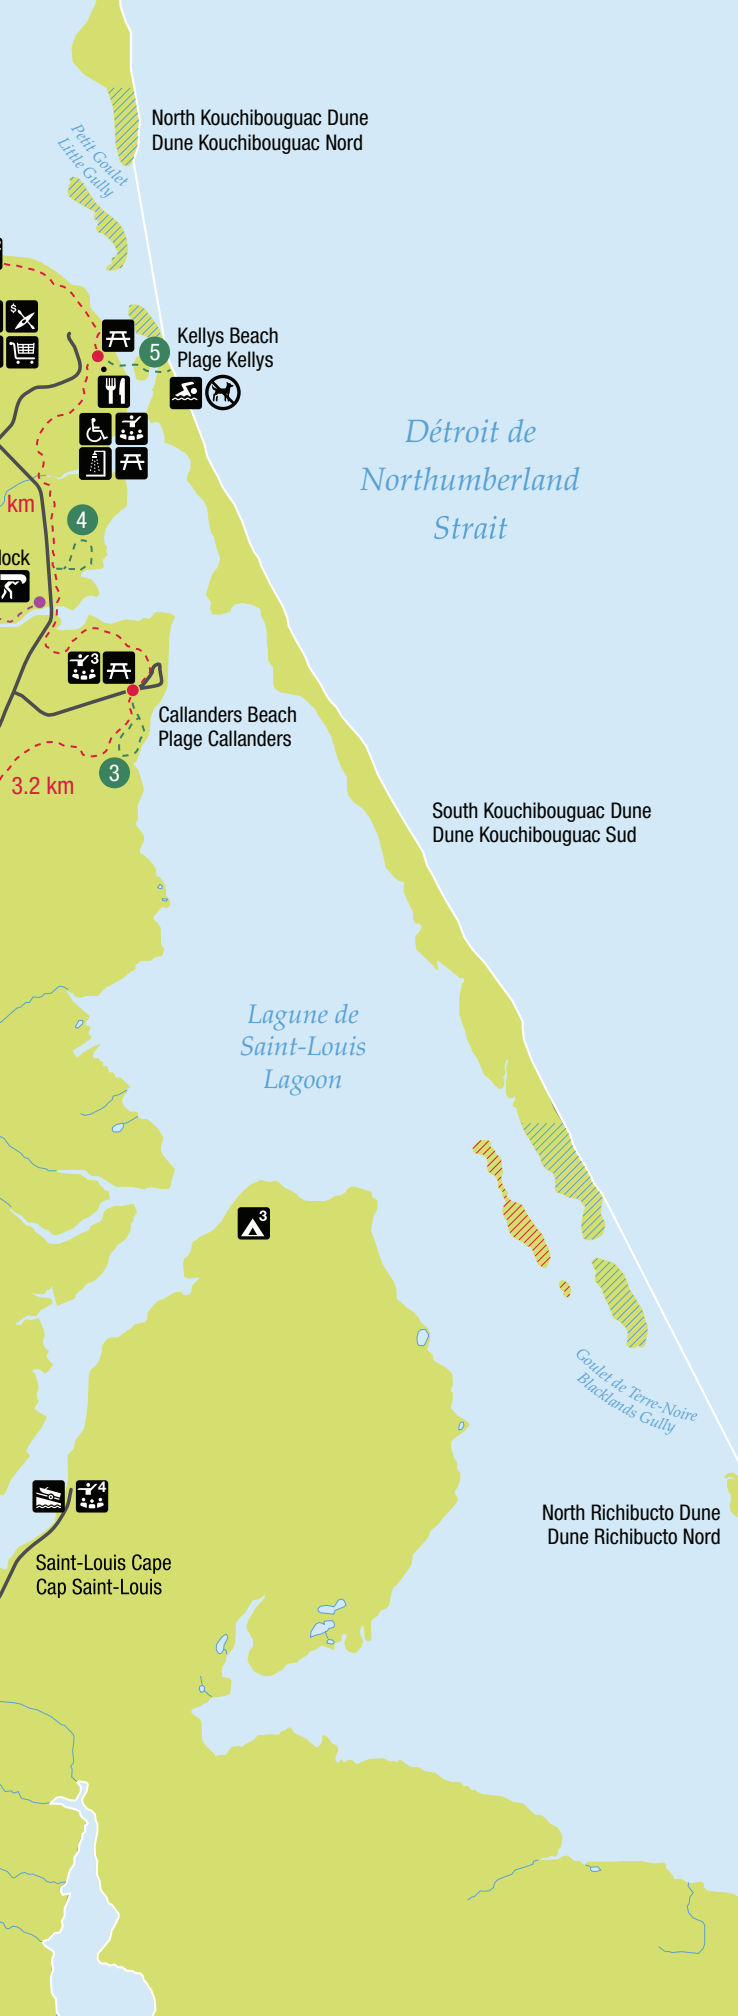 North Kouchibouguac Dune
Dune Kouchibouguac Nord
Petit Goulet
Little Gully
$
5
Kellys Beach
Plage Kellys
Détroit de
Northumberland
Strait
km
4
lock
3
Callanders Beach
Plage Callanders
3
3.2 km
South Kouchibouguac Dune
Dune Kouchibouguac Sud
Lagune de
Saint-Louis
Lagoon
3
Goulet de Terre-Noire
Blacklands Gully
4
North Richibucto Dune
Dune Richibucto Nord
Saint-Louis Cape
Cap Saint-Louis